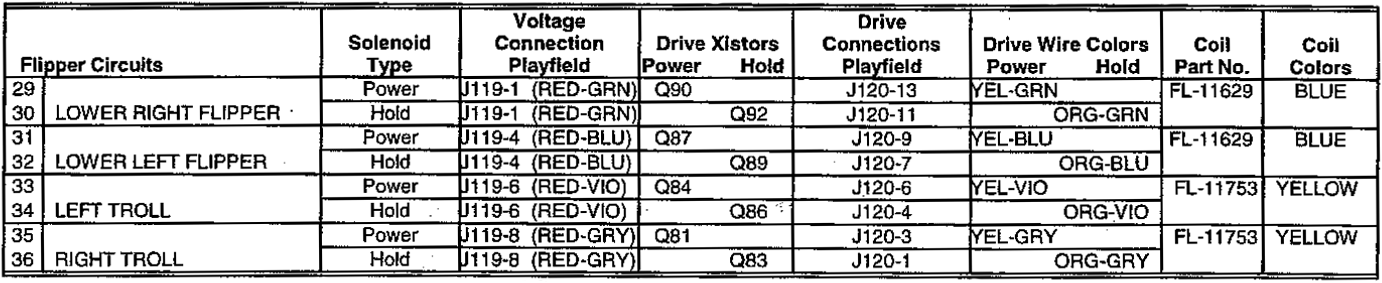 Voltage Drive
Solenoid Connection Drive Xistors Connections Drive Wire Colors Coil Coil
Flipper Circuits Type Playfield Power Hold Playfield Power Hold Part No. Colors
29 Power J119-1 (RED-GRN) Q90 J120-13 YEL-GRN FL-11629 BLUE
30 LOWER RIGHT FLIPPER Hold J119-1 (RED-GRN) Q92 J120-11 ORG-GRN
31 Power J119-4 (RED-BLU) Q87 J120-9 YEL-BLU FL-11629 BLUE
32 LOWER LEFT FLIPPER Hold J119-4 (RED-BLU) Q89 J120-7 ORG-BLU
33 Power J119-6 (RED-VIO) Q84 J120-6 YEL-VIO FL-11753 YELLOW
34 LEFT TROLL Hold J119-6 (RED-VIO) Q86 J120-4 ORG-VIO
35 Power J119-8 (RED-GRY) Q81 J120-3 YEL-GRY FL-11753 YELLOW
36 RIGHT TROLL Hold J119-8 (RED-GRY) Q83 J120-1 ORG-GRY